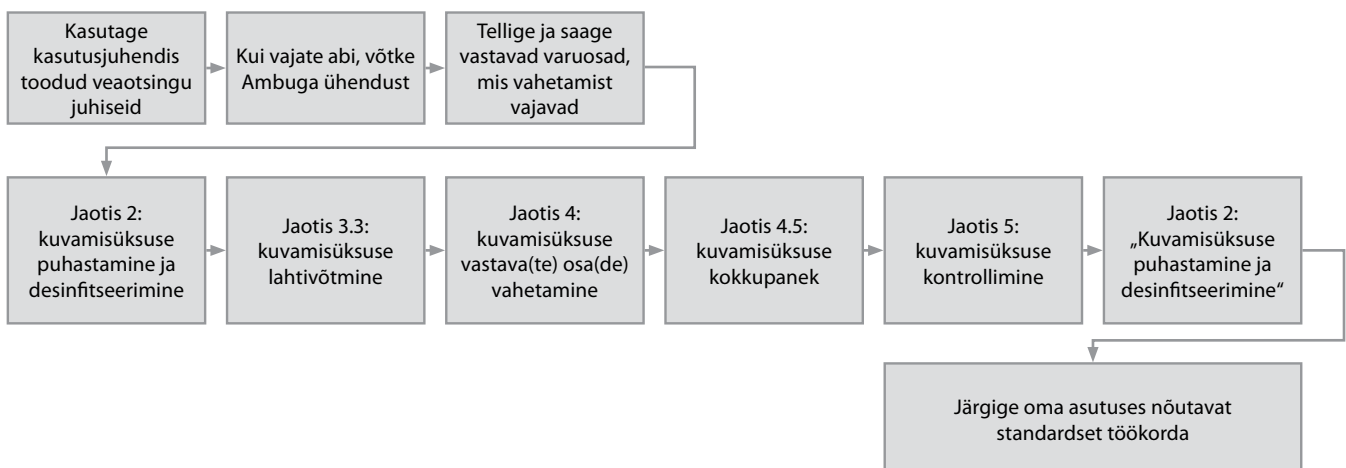 Kasutage
kasutusjuhendis
toodud veaotsingu
juhiseid
Kui vajate abi, võtke
Ambuga ühendust
Tellige ja saage
vastavad varuosad,
mis vahetamist
vajavad
Jaotis 2:
kuvamisüksuse
puhastamine ja
desinfitseerimine
Jaotis 3.3:
kuvamisüksuse
lahtivõtmine
Jaotis 4:
kuvamisüksuse
vastava(te) osa(de)
vahetamine
Jaotis 4.5:
kuvamisüksuse
kokkupanek
Jaotis 5:
kuvamisüksuse
kontrollimine
Jaotis 2:
„Kuvamisüksuse
puhastamine ja
desinfitseerimine“
Järgige oma asutuses nõutavat
standardset töökorda